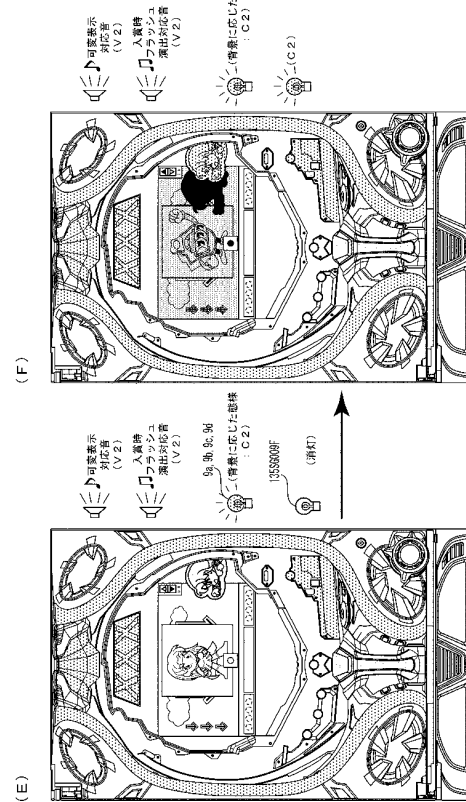 (E)
♪可変表示
対応音
(V2)
入賞時
♫フラッシュ
演出対応音
(V2)
9a, 9b, 9c, 9d
(背景に応じた態様
:C2)
135SG009F
(消灯)
(F)
♪可変表示
対応音
(V2)
入賞時
♫フラッシュ
演出対応音
(V2)
(背景に応じた
:C2)
(C2)